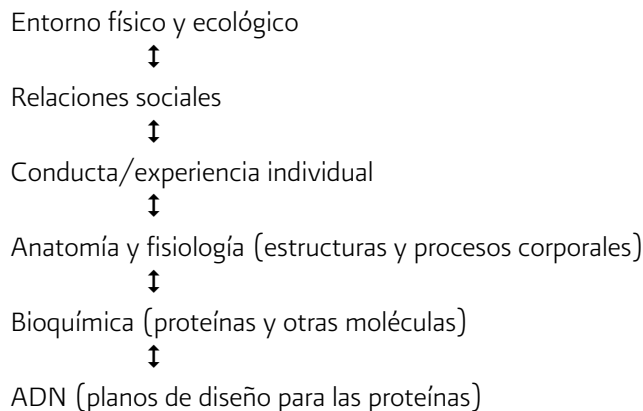 Entorno físico y ecológico
↕
Relaciones sociales
↕
Conducta/experiencia individual
↕
Anatomía y fisiología (estructuras y procesos corporales)
↕
Bioquímica (proteínas y otras moléculas)
↕
ADN (planos de diseño para las proteínas)